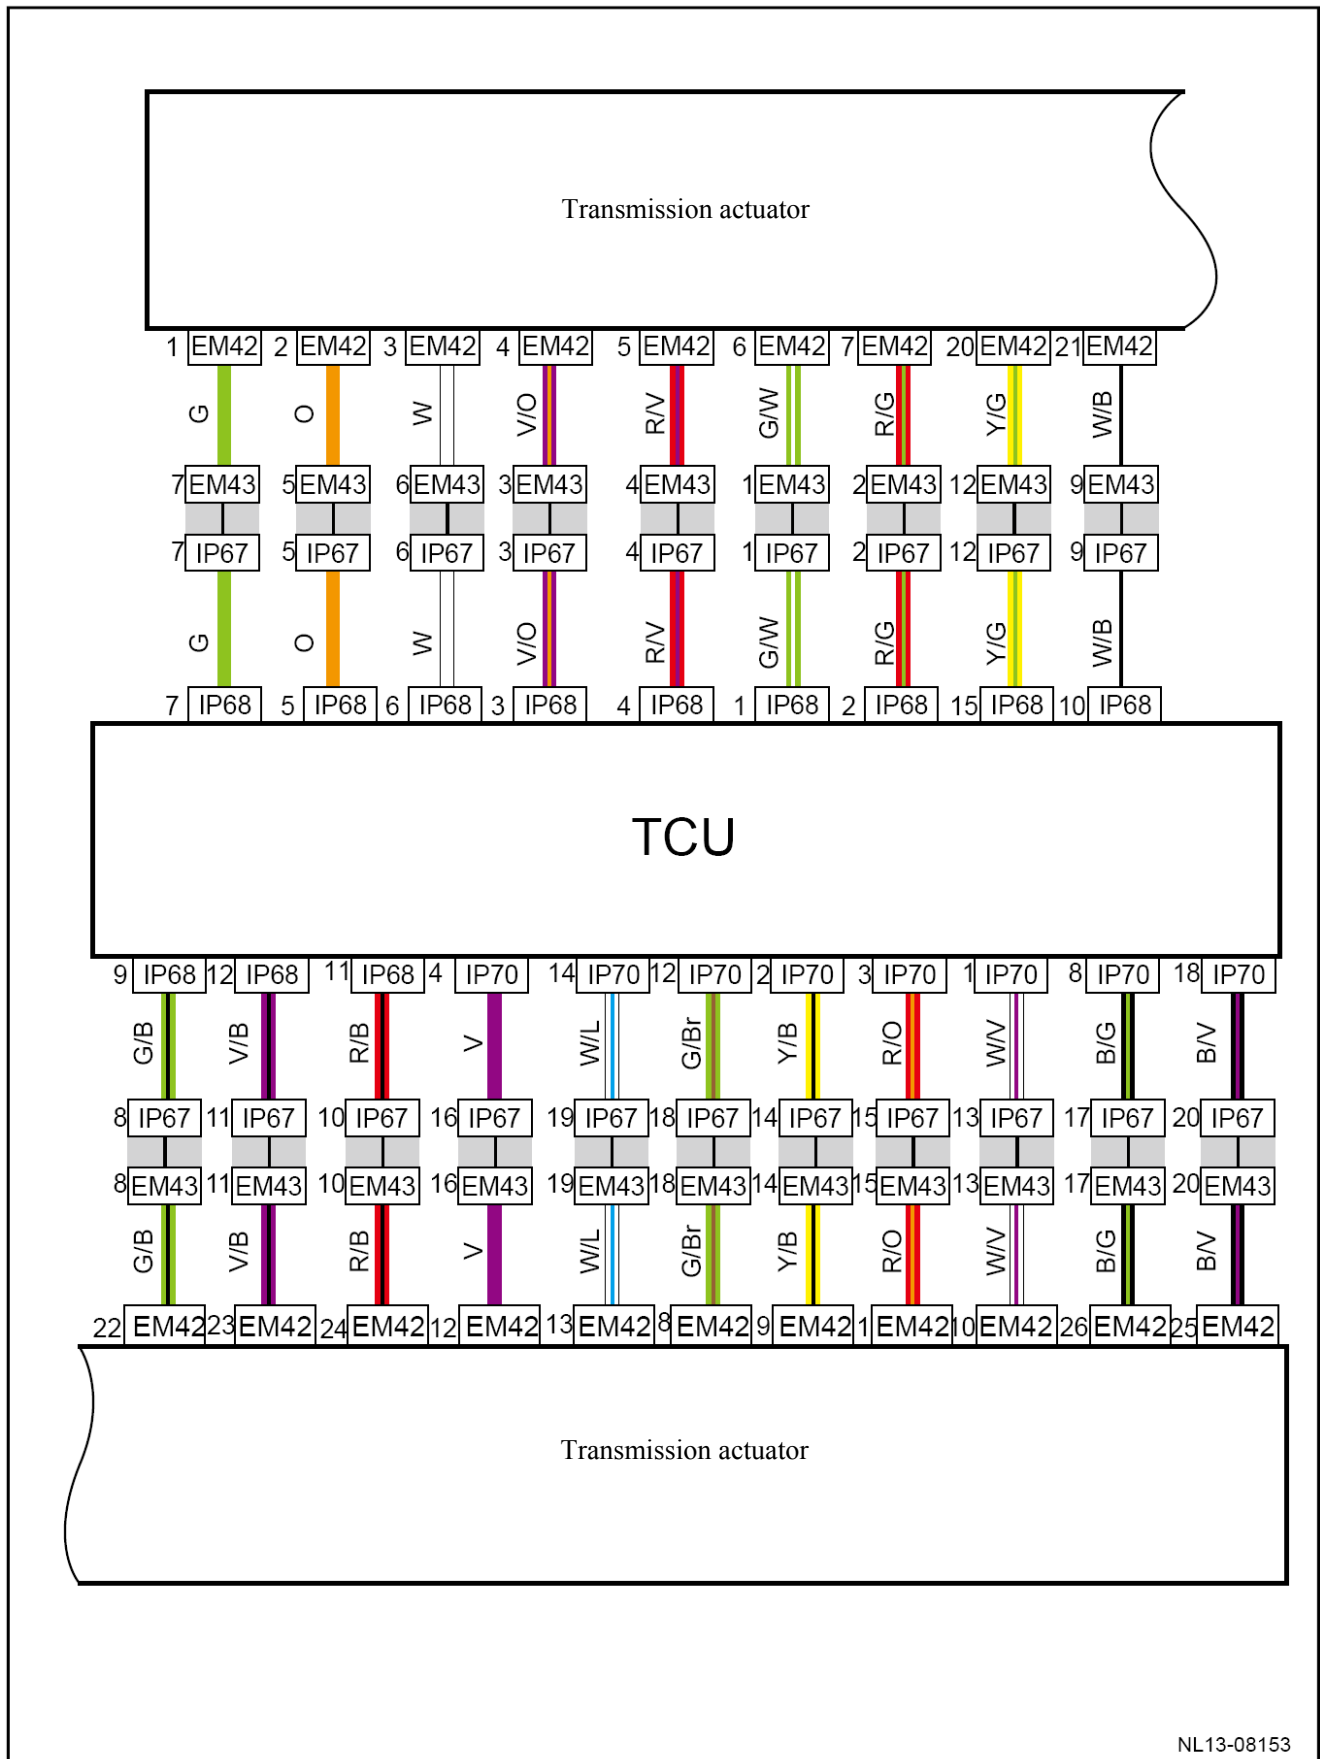 Transmission actuator
1 EM42 2 EM42 3 EM42 4 EM42 5 EM42 6 EM42 7 EM42 20 EM42 21 EM42
G O W V/O R/V G/W R/G Y/G W/B
7 EM43 5 EM43 6 EM43 3 EM43 4 EM43 1 EM43 2 EM43 12 EM43 9 EM43
7 IP67 5 IP67 6 IP67 3 IP67 4 IP67 1 IP67 2 IP67 12 IP67 9 IP67
G O W V/O R/V G/W R/G Y/G W/B
7 IP68 5 IP68 6 IP68 3 IP68 4 IP68 1 IP68 2 IP68 15 IP68 10 IP68
TCU
9 IP68 12 IP68 11 IP68 4 IP70 14 IP70 12 IP70 2 IP70 3 IP70 1 IP70 8 IP70 18 IP70
G/B V/B R/B V W/L G/Br Y/B R/O W/V B/G B/V
8 IP67 11 IP67 10 IP67 16 IP67 19 IP67 18 IP67 14 IP67 15 IP67 13 IP67 17 IP67 20 IP67
8 EM43 11 EM43 10 EM43 16 EM43 19 EM43 18 EM43 14 EM43 15 EM43 13 EM43 17 EM43 20 EM43
G/B V/B R/B V W/L G/Br Y/B R/O W/V B/G B/V
22 EM42 23 EM42 24 EM42 12 EM42 13 EM42 8 EM42 9 EM42 1 EM42 10 EM42 26 EM42 25 EM42
Transmission actuator
NL13-08153